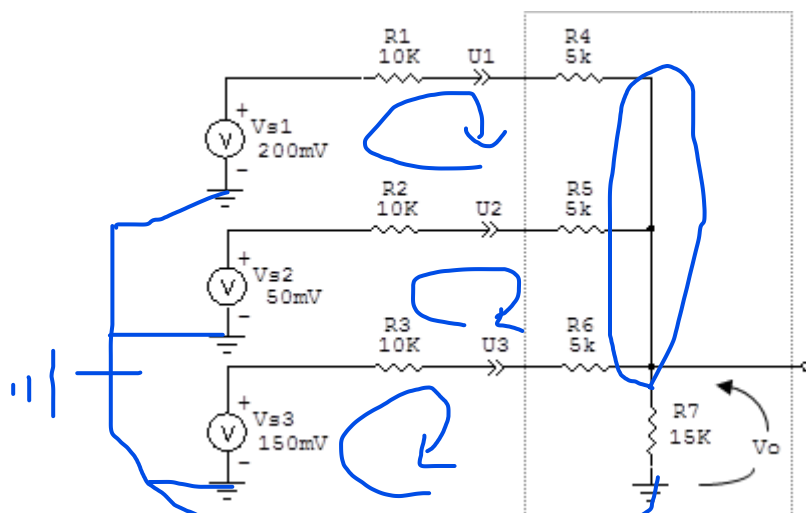 R1
10K
U1
R4
5k
+
V
Vs1
200mV
-
R2
10K
U2
R5
5k
+
V
Vs2
50mV
-
R3
10K
U3
R6
5k
+
V
Vs3
150mV
-
R7
15K
Vo